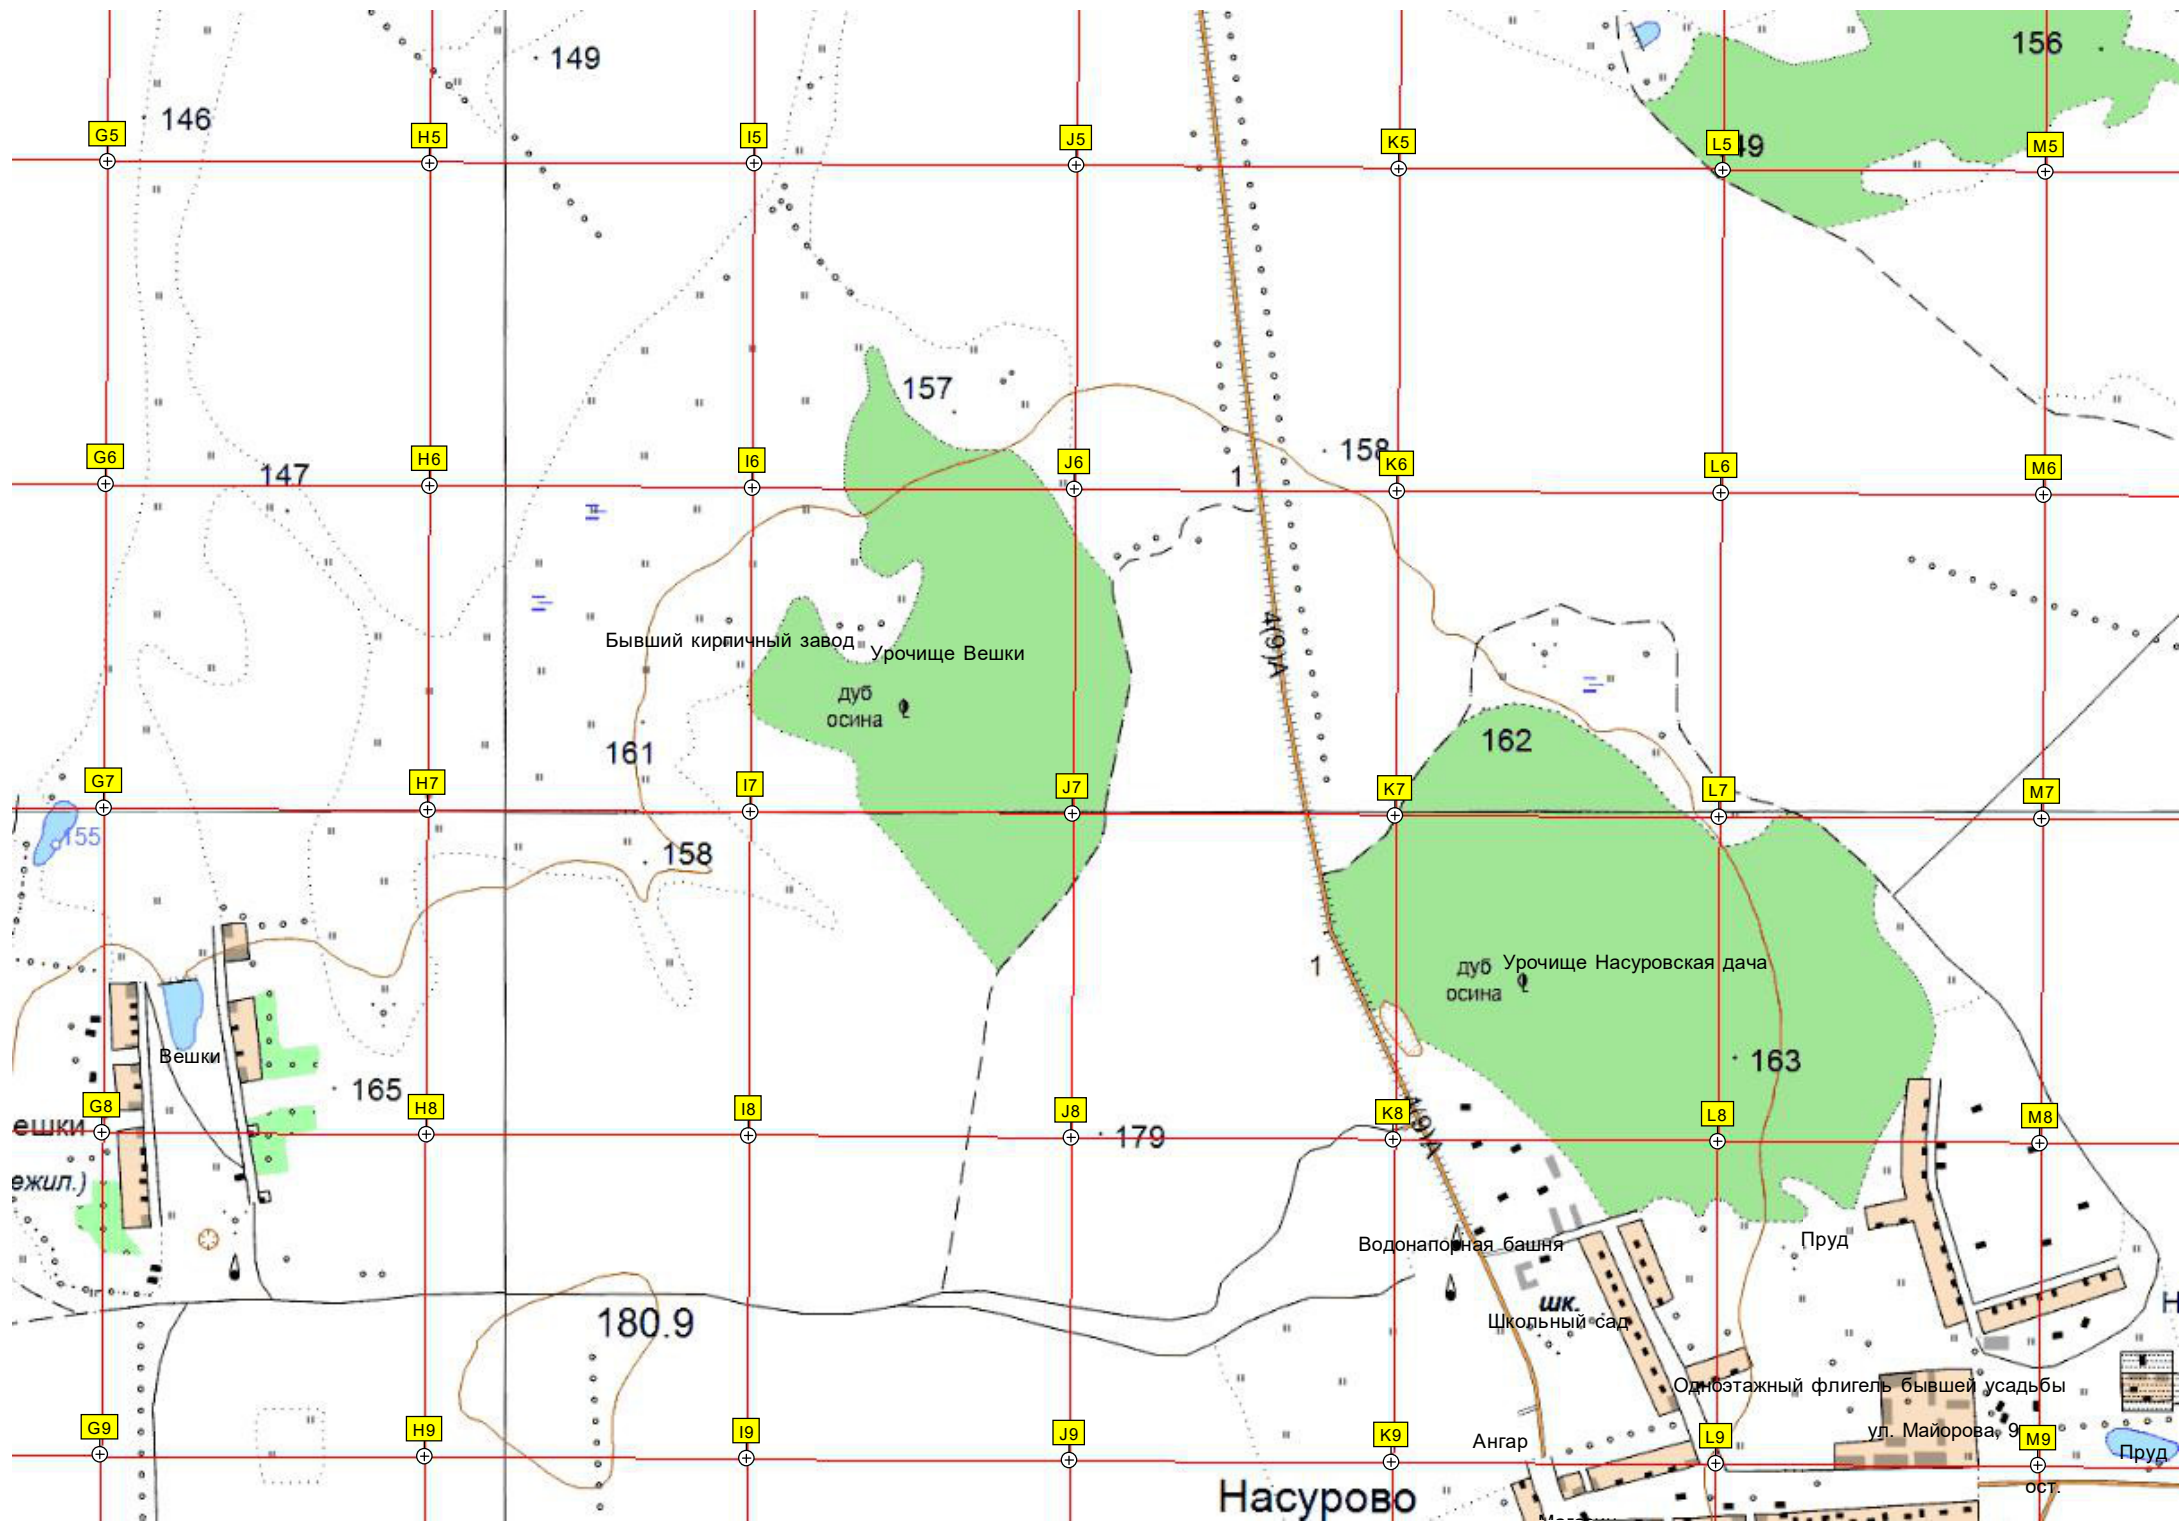 149
156
146
G5
H5
I5
J5
K5
L5
49
M5
157
158
147
1
G6
H6
I6
J6
K6
L6
M6
Бывший кирпичный завод
Урочище Вешки
4(9)А
дуб
осина
161
162
G7
H7
I7
J7
K7
L7
M7
155
158
1
дуб
осина
Урочище Насуровская дача
Вешки
163
165
G8
H8
I8
J8
K8
L8
M8
ешки
179
4(9)А
ежил.)
Водонапорная башня
Пруд
180.9
шк.
Школьный сад
Н
Одноэтажный флигель бывшей усадьбы
ул. Майорова, 9
G9
H9
I9
J9
K9
L9
M9
Ангар
Пруд
Насурово
ост.